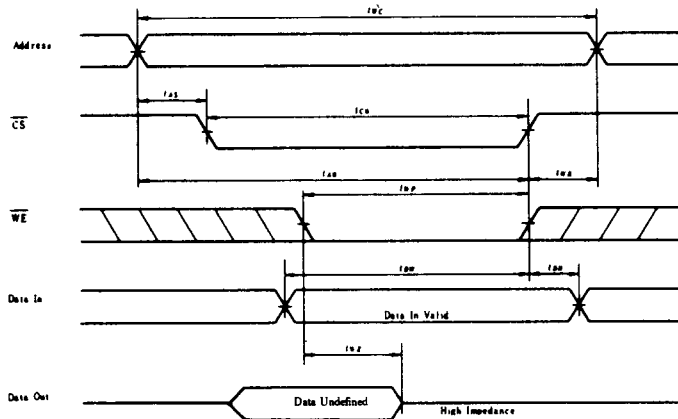 tWC
Address
tAS
tCW
CS
tAW
tWR
tWP
WE
tDW
tDH
Data In
Data In Valid
tWZ
Data Out
Data Undefined
High Impedance